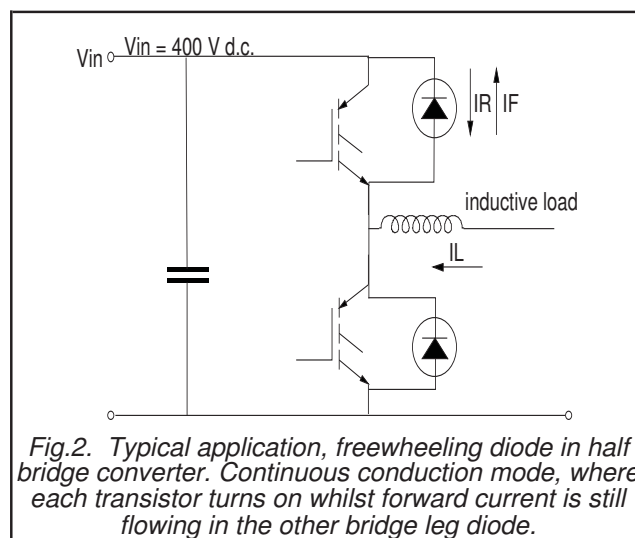 Vin = 400 V d.c.
Vin
IR IF
inductive load
IL
Fig.2. Typical application, freewheeling diode in half
bridge converter. Continuous conduction mode, where
each transistor turns on whilst forward current is still
flowing in the other bridge leg diode.